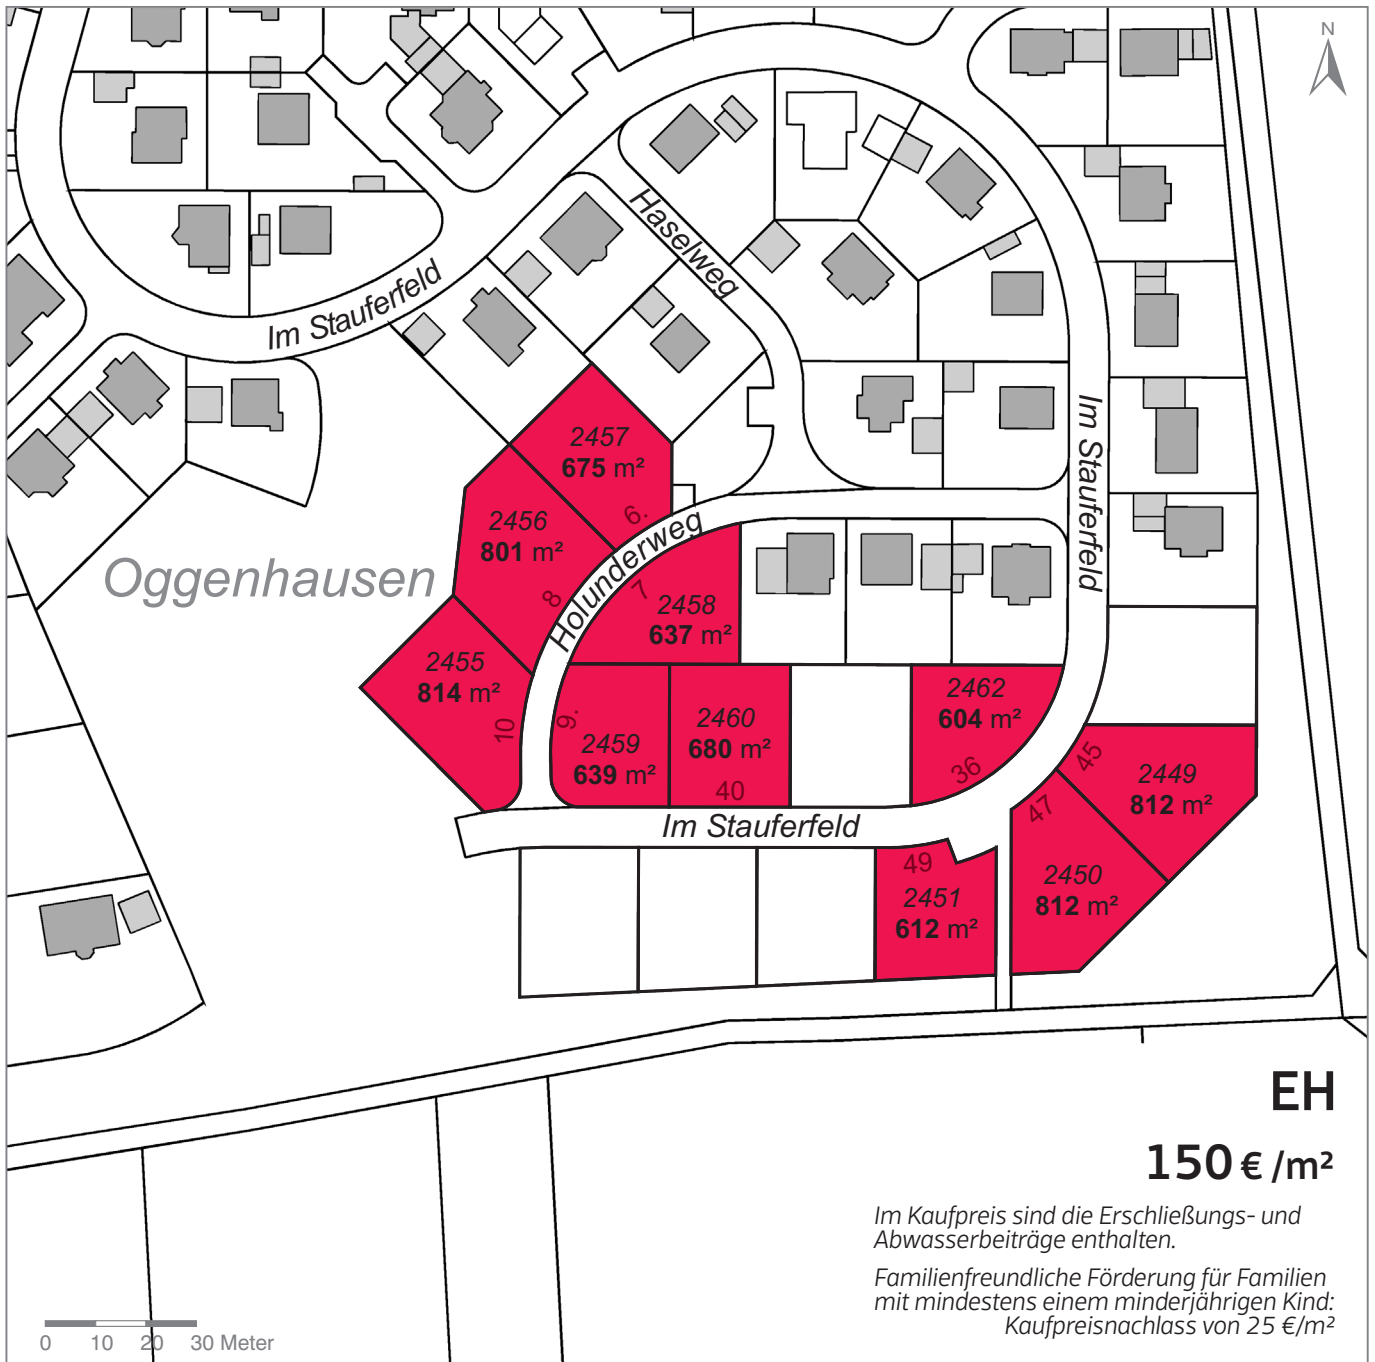 N
Haselweg
Im Stauferfeld
Im Stauferfeld
2457
675 m²
6.
2456
801 m²
8
Holunderweg
Oggenhausen
7
2458
637 m²
2455
814 m²
10
9.
2459
639 m²
2460
680 m²
40
2462
604 m²
36
45
2449
812 m²
47
2450
812 m²
Im Stauferfeld
49
2451
612 m²
EH
150 € /m²
Im Kaufpreis sind die Erschließungs- und
Abwasserbeiträge enthalten.
Familienfreundliche Förderung für Familien
mit mindestens einem minderjährigen Kind:
Kaufpreisnachlass von 25 €/m²
0 10 20 30 Meter